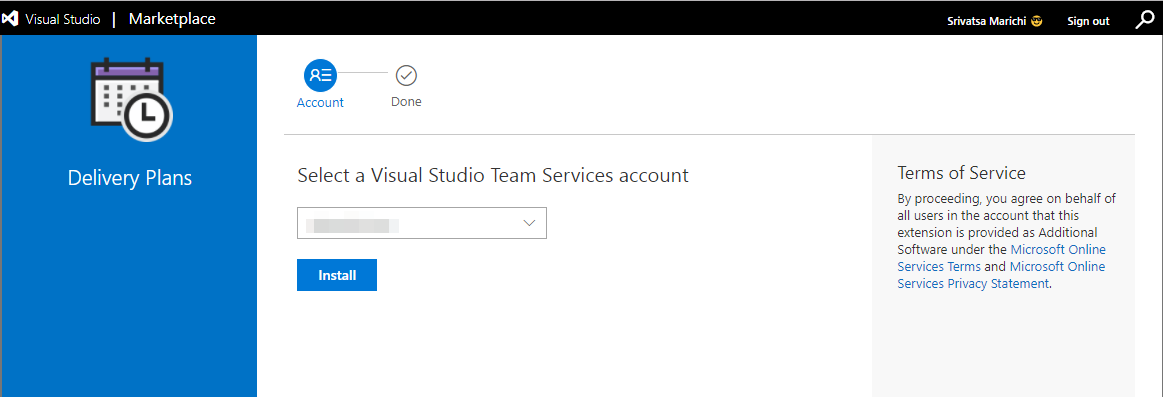 Visual Studio | Marketplace
Srivatsa Marichi 😎 Sign out
Account
Done
Delivery Plans
Select a Visual Studio Team Services account
Install
Terms of Service
By proceeding, you agree on behalf of
all users in the account that this
extension is provided as Additional
Software under the Microsoft Online
Services Terms and Microsoft Online
Services Privacy Statement.